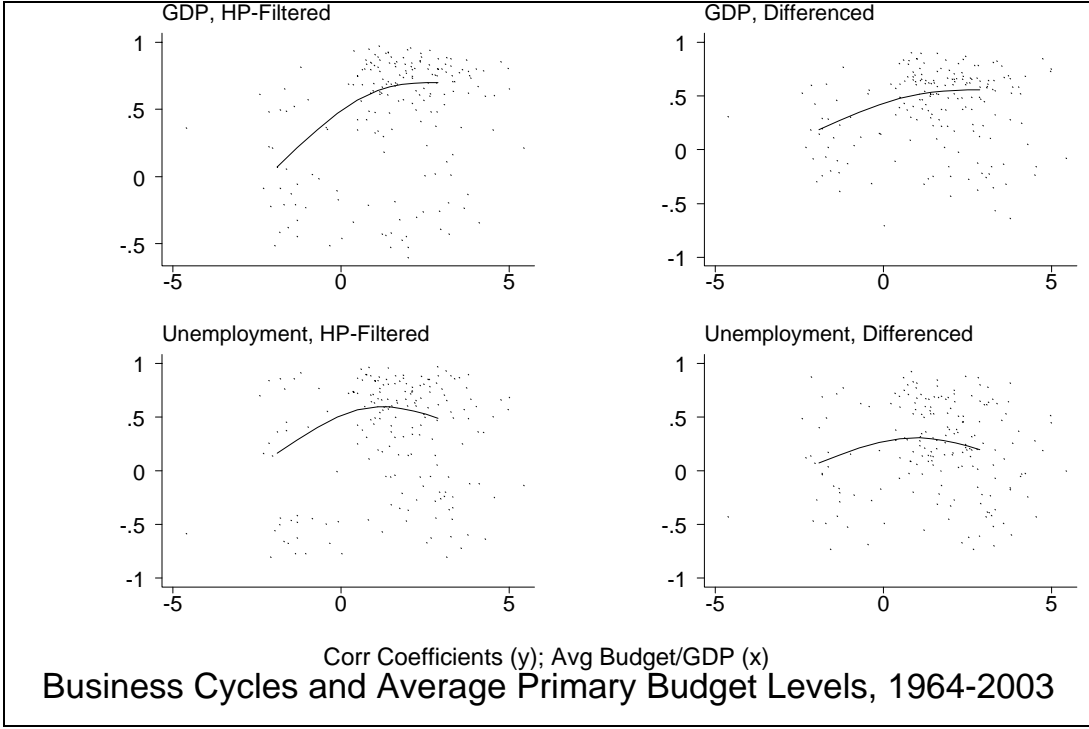 GDP, HP-Filtered
1
.5
0
-.5
-5 0 5
GDP, Differenced
1
.5
0
-.5
-1
-5 0 5
Unemployment, HP-Filtered
1
.5
0
-.5
-1
-5 0 5
Unemployment, Differenced
1
.5
0
-.5
-1
-5 0 5
Corr Coefficients (y); Avg Budget/GDP (x)
Business Cycles and Average Primary Budget Levels, 1964-2003